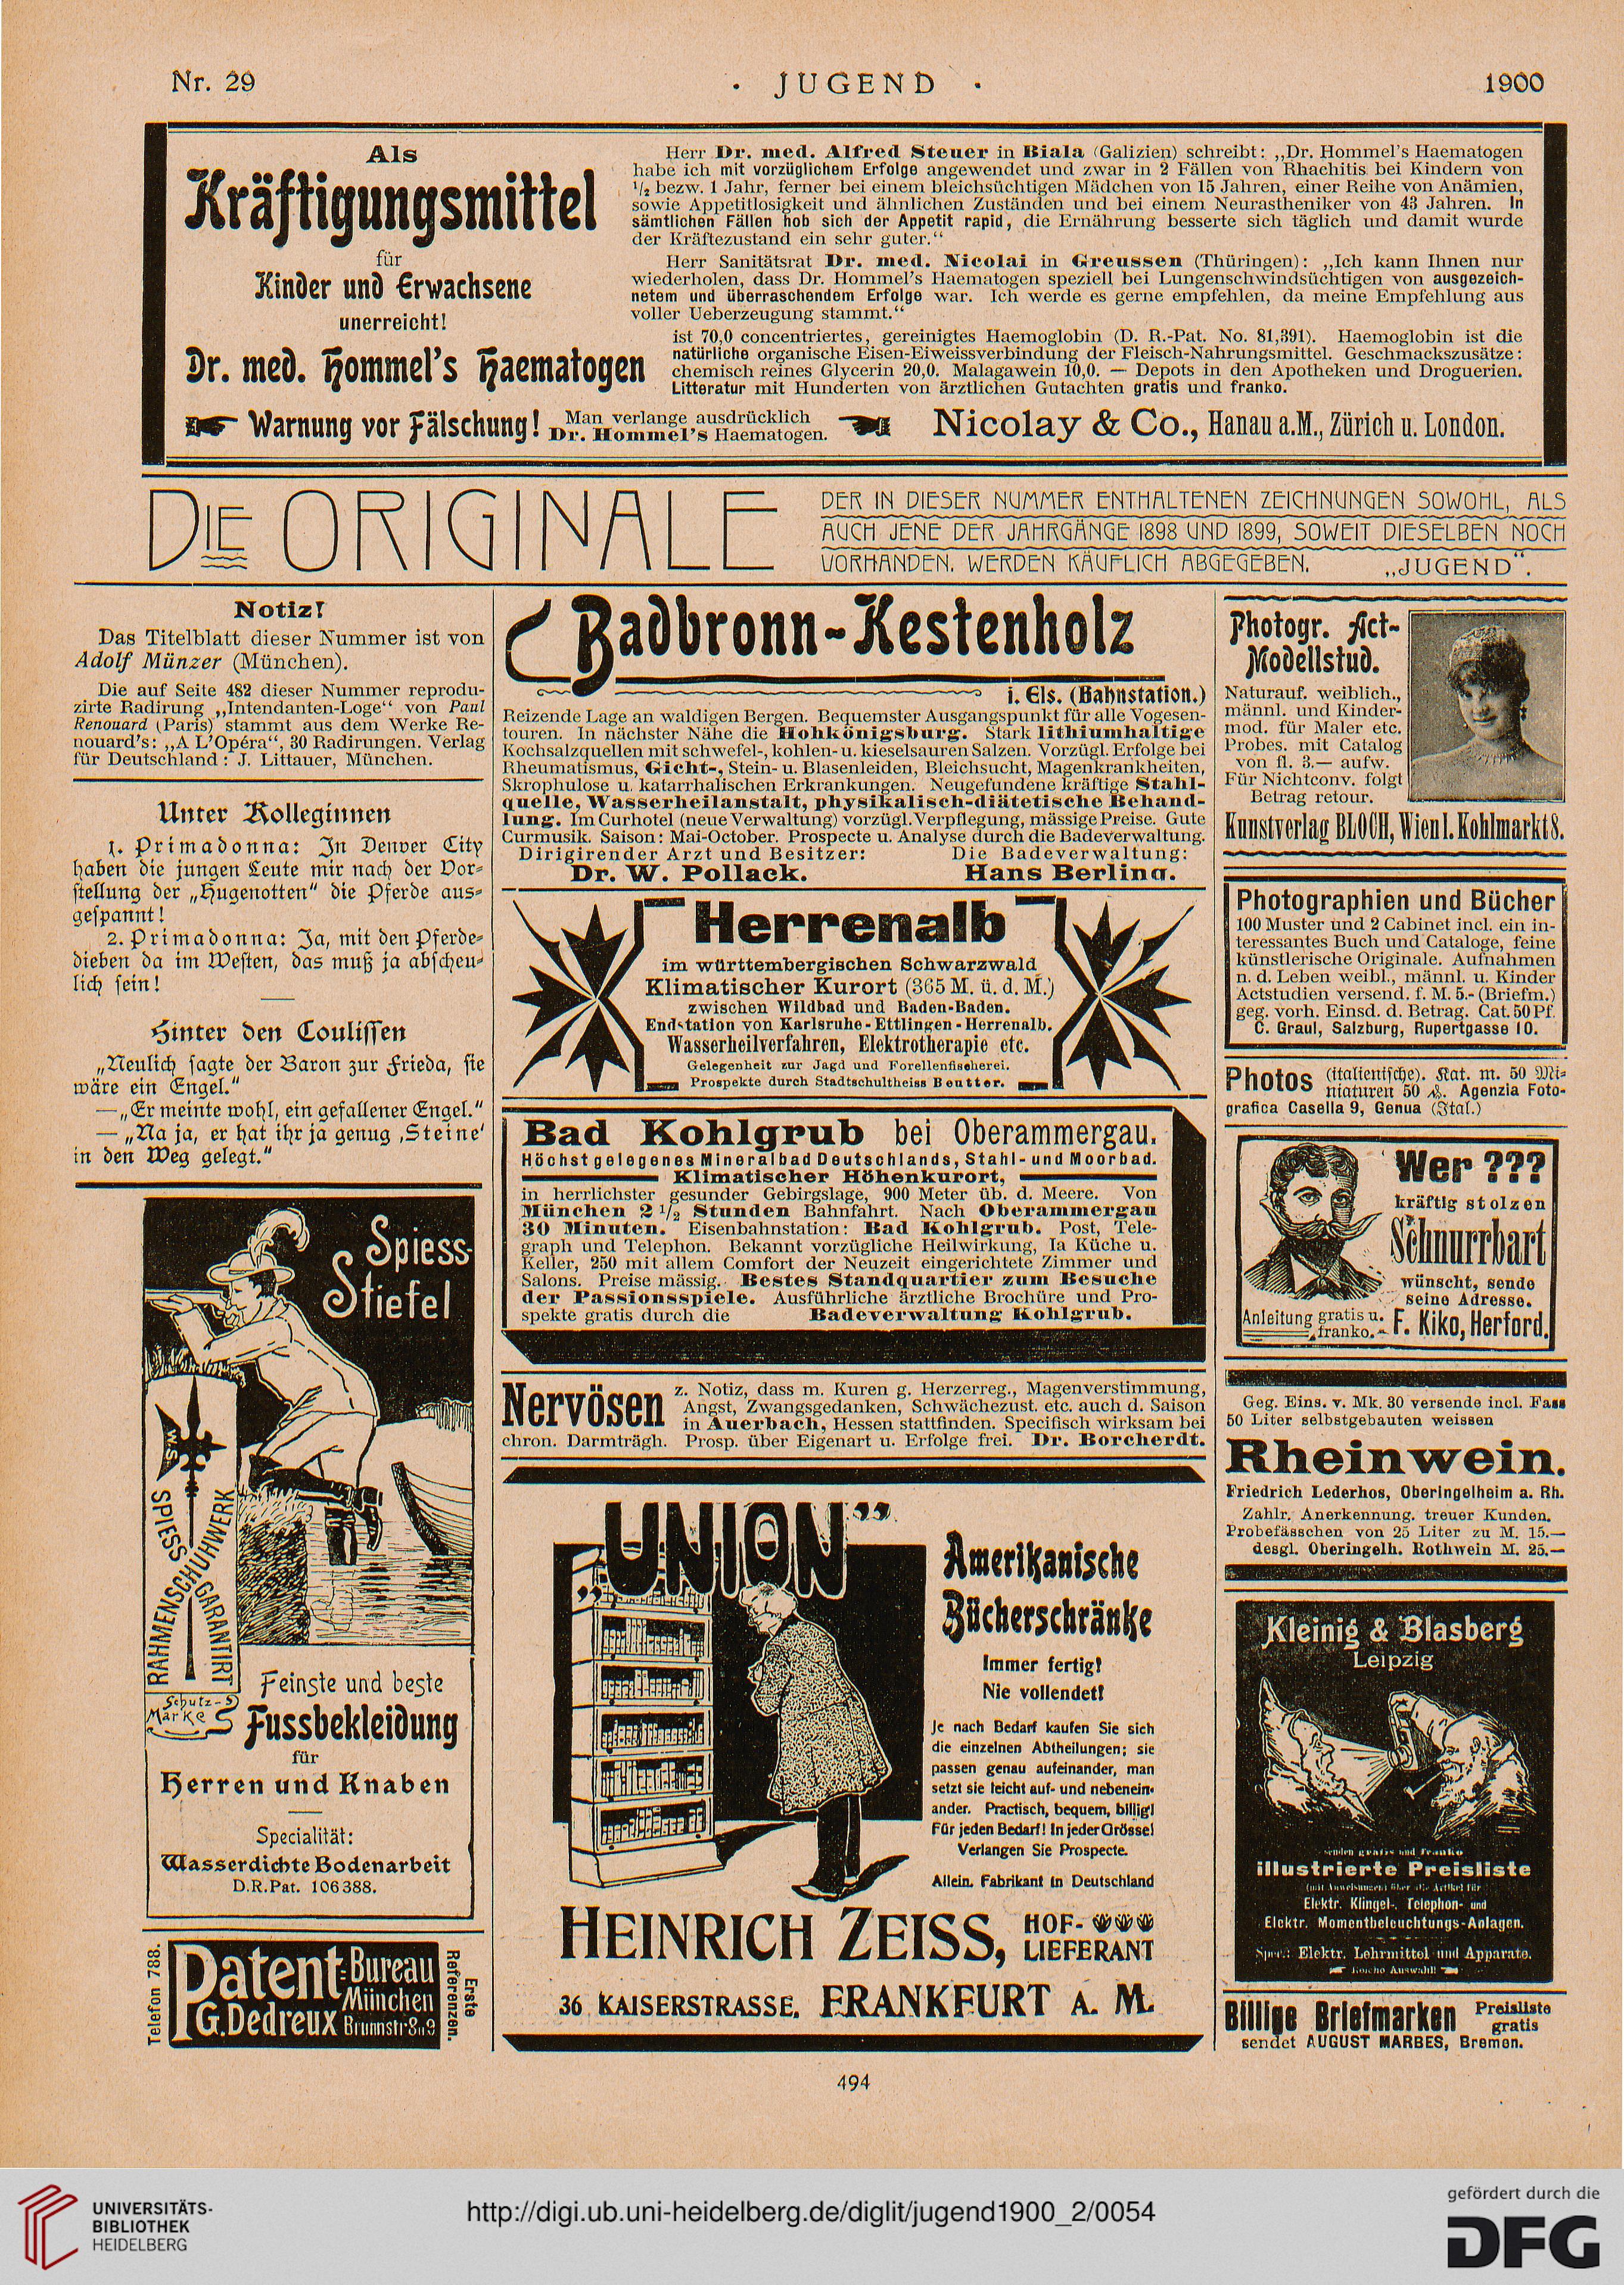 Nr. 29
· JUGEND ·
1900
Als
Kräftigungsmittel
für
Kinder und Erwachsene
unerreicht!
Dr. med. Hommel's Haematogen
Herr Dr. med. Alfred Steuer in Biala (Galizien) schreibt: „Dr. Hommel's Haematogen
habe ich mit vorzüglichem Erfolge angewendet und zwar in 2 Fällen von Rhachitis bei Kindern von
1/2 bezw. 1 Jahr, ferner bei einem bleichsüchtigen Mädchen von 15 Jahren, einer Reihe von Anämien,
sowie Appetitlosigkeit und ähnlichen Zuständen und bei einem Neurastheniker von 43 Jahren. In
sämtlichen Fällen hob sich der Appetit rapid, die Ernährung besserte sich täglich und damit wurde
der Kräftezustand ein sehr guter.“
Herr Sanitätsrat Dr. med. Nicolai in Greussen (Thüringen): „Ich kann Ihnen nur
wiederholen, dass Dr. Hommel's Haematogen speziell bei Lungenschwindsüchtigen von ausgezeich-
netem und überraschendem Erfolge war. Ich werde es gerne empfehlen, da meine Empfehlung aus
voller Ueberzeugung stammt.“
ist 70,0 concentriertes, gereinigtes Haemoglobin (D. R.-Pat. No. 81,391). Haemoglobin ist die
natürliche organische Eisen-Eiweissverbindung der Fleisch-Nahrungsmittel. Geschmackszusätze:
chemisch reines Glycerin 20,0. Malagawein 10,0. — Depots in den Apotheken und Droguerien.
Litteratur mit Hunderten von ärztlichen Gutachten gratis und franko.
Warnung vor Fälschung! Man verlange ausdrücklich
Dr. Hommel's Haematogen.
Nicolay & Co., Hanau a.M., Zürich u. London.
DIE ORIGINALE
DER IN DIESER NUMMER ENTHALTENEN ZEICHNUNGEN SOWOHL, ALS
AUCH JENE DER JAHRGÄNGE 1898 UND 1899, SOWEIT DIESELBEN NOCH
VORHANDEN, WERDEN KÄUFLICH ABGEGEBEN. „JUGEND“.
Notiz!
Das Titelblatt dieser Nummer ist von
Adolf Münzer (München).
Die auf Seite 482 dieser Nummer reprodu-
zirte Radirung „Intendanten-Loge“ von Paul
Renouard (Paris) stammt aus dem Werke Re-
nouard's: „A L'Opéra“, 30 Radirungen. Verlag
für Deutschland: J. Littauer, München.
Unter Kolleginnen
1. Primadonna: In Denver City
haben die jungen Leute mir nach der Vor-
stellung der „Hugenotten“ die Pferde aus-
gespannt!
2. Primadonna: Ja, mit den Pferde-
dieben da im Westen, das muß ja abscheu-
lich sein!
Hinter den Coulissen
„Neulich sagte der Baron zur Frieda, sie
wäre ein Engel.“
— „Er meinte wohl, ein gefallener Engel.“
— „Na ja, er hat ihr ja genug ‚Steine‘
in den Weg gelegt.“
Spiess-
Stiefel
W.S.
SPIESS
RAHMENSCHUHWERK
GARANTIRT
Schutz-
Marke
Feinste und beste
Fussbekleidung
für
Herren und Knaben
Specialität:
Wasserdichte Bodenarbeit
D.R.Pat. 106388.
Telefon 788.
Patent-Bureau
München
G. Dedreux Brunnstr. 8u9
Erste
Referenzen.
Badbronn-Kestenholz
i. Els. (Bahnstation.)
Reizende Lage an waldigen Bergen. Bequemster Ausgangspunkt für alle Vogesen-
touren. In nächster Nähe die Hohkönigsburg. Stark lithiumhaltige
Kochsalzquellen mit schwefel-, kohlen- u. kieselsauren Salzen. Vorzügl. Erfolge bei
Rheumatismus, Gicht-, Stein- u. Blasenleiden, Bleichsucht, Magenkrankheiten,
Skrophulose u. katarrhalischen Erkrankungen. Neugefundene kräftige Stahl-
quelle, Wasserheilanstalt, physikalisch-diätetische Behand-
lung. Im Curhotel (neue Verwaltung) vorzügl. Verpflegung, mässige Preise. Gute
Curmusik. Saison: Mai-October. Prospecte u. Analyse durch die Badeverwaltung.
Dirigirender Arzt und Besitzer: Die Badeverwaltung:
Dr. W. Pollack. Hans Berling.
Herrenalb
im württembergischen Schwarzwald
Klimatischer Kurort (365 M. ü. d. M.)
zwischen Wildbad und Baden-Baden.
Endstation von Karlsruhe-Ettlingen-Herrenalb.
Wasserheilverfahren, Elektrotherapie etc.
Gelegenheit zur Jagd und Forellenfischerei.
Prospekte durch Stadtschultheiss Beutter.
Bad Kohlgrub bei Oberammergau.
Höchstgelegenes Mineralbad Deutschlands, Stahl- und Moorbad.
Klimatischer Höhenkurort,
in herrlichster gesunder Gebirgslage, 900 Meter üb. d. Meere. Von
München 2 1/2 Stunden Bahnfahrt. Nach Oberammergau
30 Minuten. Eisenbahnstation: Bad Kohlgrub. Post, Tele-
graph und Telephon. Bekannt vorzügliche Heilwirkung, Ia Küche u.
Keller, 250 mit allem Comfort der Neuzeit eingerichtete Zimmer und
Salons. Preise mässig. Bestes Standquartier zum Besuche
der Passionsspiele. Ausführliche ärztliche Brochüre und Pro-
spekte gratis durch die Badeverwaltung Kohlgrub.
Nervösen z. Notiz, dass m. Kuren g. Herzerreg., Magenverstimmung,
Angst, Zwangsgedanken, Schwächezust. etc. auch d. Saison
in Auerbach, Hessen stattfinden. Specifisch wirksam bei
chron. Darmträgh. Prosp. über Eigenart u. Erfolge frei. Dr. Borcherdt.
„UNION“
Amerikanische
Bücherschränke
Immer fertig!
Nie vollendet!
Je nach Bedarf kaufen Sie sich
die einzelnen Abtheilungen; sie
passen genau aufeinander, man
setzt sie leicht auf- und nebenein-
ander. Practisch, bequem, billig!
Für jeden Bedarf! In jeder Grösse!
Verlangen Sie Prospecte.
Allein. Fabrikant in Deutschland
HEINRICH ZEISS, HOF-
LIEFERANT
36 KAISERSTRASSE, FRANKFURT A. M.
Photogr. Act-
Modellstud.
Naturauf. weiblich.,
männl. und Kinder-
mod. für Maler etc.
Probes. mit Catalog
von fl. 3.— aufw.
Für Nichtconv. folgt
Betrag retour.
Kunstverlag BLOCH, Wien I. Kohlmarkt 8.
Photographien und Bücher
100 Muster und 2 Cabinet incl. ein in-
teressantes Buch und Cataloge, feine
künstlerische Originale. Aufnahmen
n. d. Leben weibl., männl. u. Kinder
Actstudien versend. f. M. 5.- (Briefm.)
geg. vorh. Einsd. d. Betrag. Cat. 50 Pf.
C. Graul, Salzburg, Rupertgasse 10.
Photos (italienische). Kat. m. 50 Mi-
niaturen 50 ₰. Agenzia Foto-
grafica Casella 9, Genua (Ital.)
Wer ???
kräftig stolzen
Schnurrbart
wünscht, sende
seine Adresse.
Anleitung gratis u.
franko. F. Kiko, Herford.
Geg. Eins. v. Mk. 30 versende incl. Fass
50 Liter selbstgebauten weissen
Rheinwein.
Friedrich Lederhos, Oberingelheim a. Rh.
Zahlr. Anerkennung. treuer Kunden.
Probefässchen von 25 Liter zu M. 15.—
desgl. Oberingelh. Rothwein M. 25.—
Kleinig & Blasberg
Leipzig
senden gratis und franko
illustrierte Preisliste
(mit Anweisungen) über die Artikel für
Elektr. Klingel-, Telephon- und
Elektr. Momentbeleuchtungs-Anlagen.
Spec.: Elektr. Lehrmittel und Apparate.
Reiche Auswahl!
Billige Briefmarken Preisliste
gratis
sendet AUGUST MARBES, Bremen.
494
UNIVERSITÄTS-
BIBLIOTHEK
HEIDELBERG
http://digi.ub.uni-heidelberg.de/diglit/jugend1900_2/0054
gefördert durch die
DFG